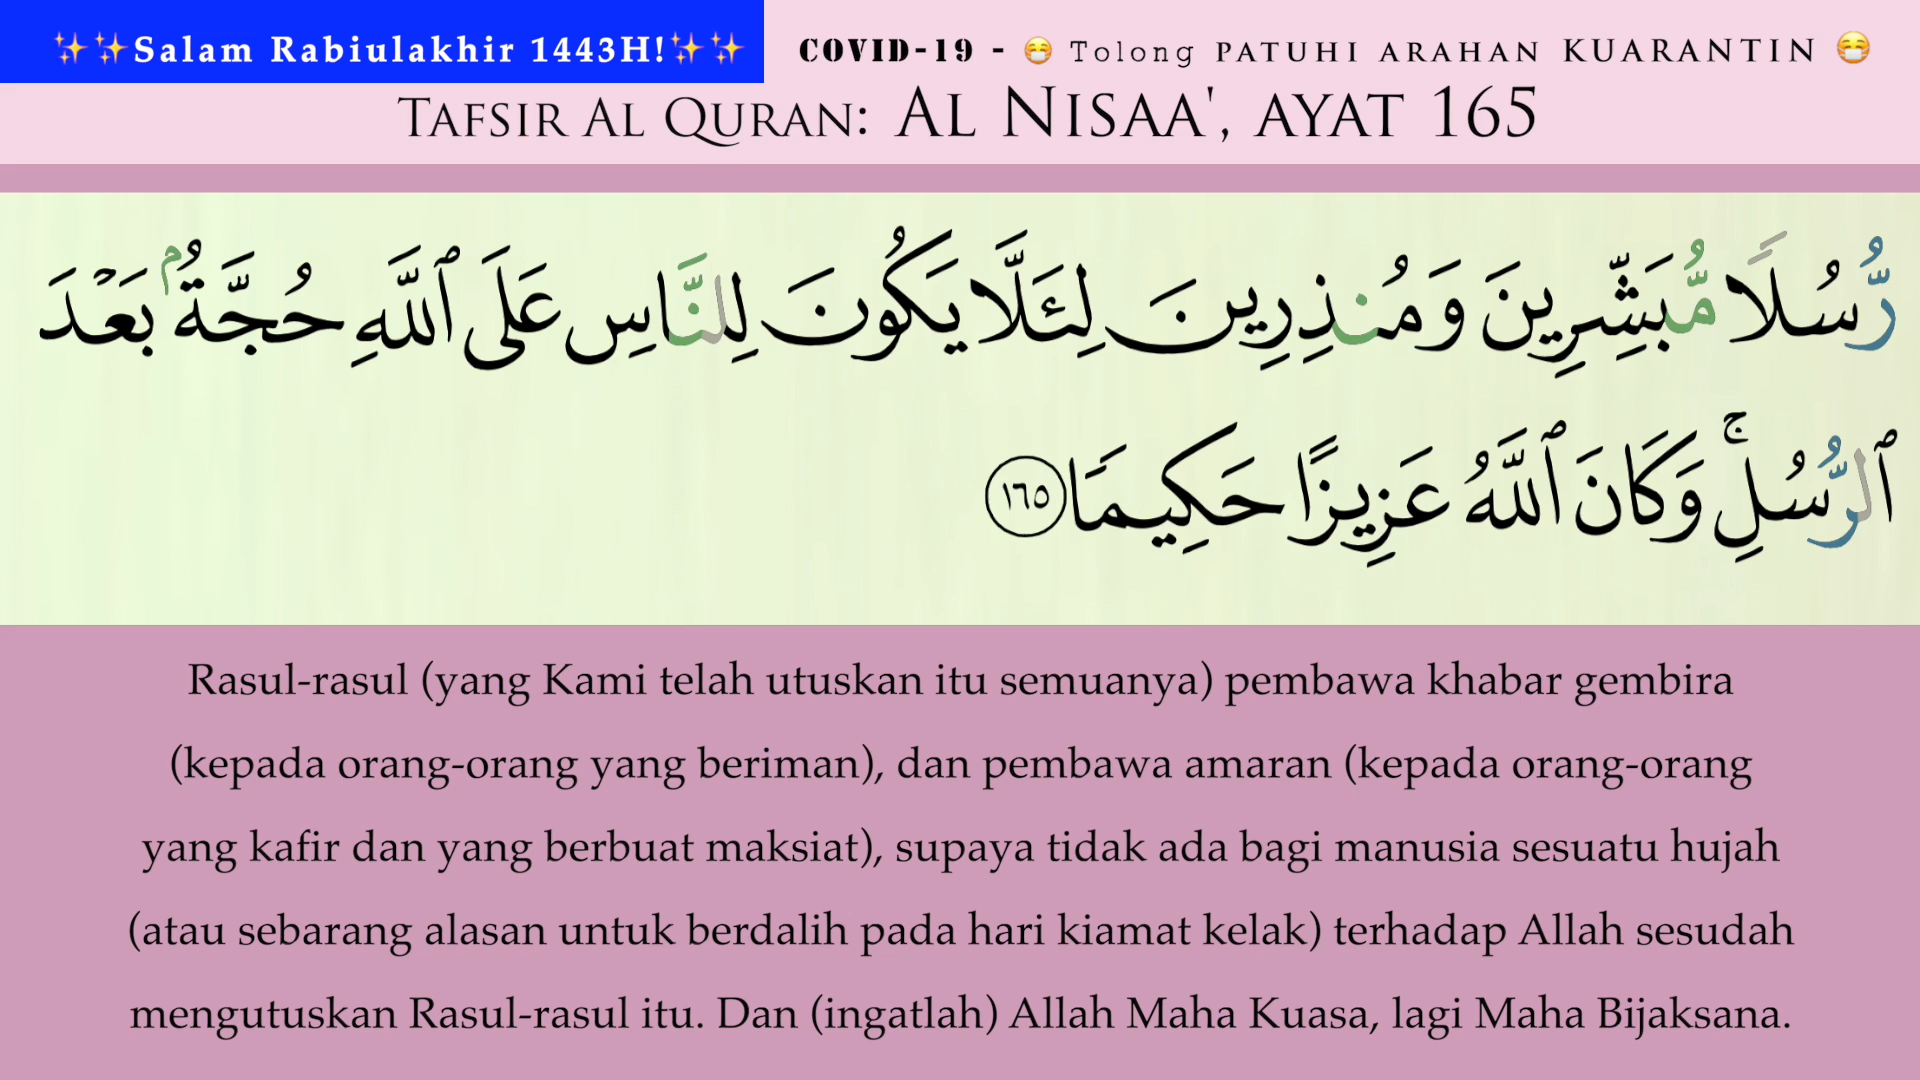 ✨✨Salam Rabiulakhir 1443H!✨✨
COVID-19 - 😷 Tolong PATUHI ARAHAN KUARANTIN 😷
Tafsir Al Quran: Al Nisaa', ayat 165
رُّسُلًا مُّبَشِّرِينَ وَمُنذِرِينَ لِئَلَّا يَكُونَ لِلنَّاسِ عَلَى ٱللَّهِ حُجَّةُۢ بَعْدَ
ٱلرُّسُلِۚ وَكَانَ ٱللَّهُ عَزِيزًا حَكِيمًا ١٦٥
Rasul-rasul (yang Kami telah utuskan itu semuanya) pembawa khabar gembira
(kepada orang-orang yang beriman), dan pembawa amaran (kepada orang-orang
yang kafir dan yang berbuat maksiat), supaya tidak ada bagi manusia sesuatu hujah
(atau sebarang alasan untuk berdalih pada hari kiamat kelak) terhadap Allah sesudah
mengutuskan Rasul-rasul itu. Dan (ingatlah) Allah Maha Kuasa, lagi Maha Bijaksana.